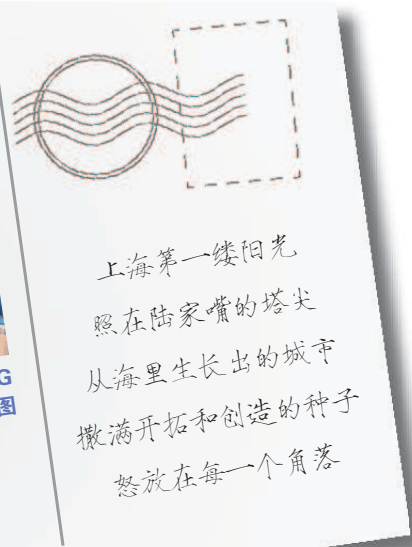 上海第一缕阳光
照在陆家嘴的塔尖
从海里生长出的城市
撒满开拓和创造的种子
怒放在每一个角落
G
图